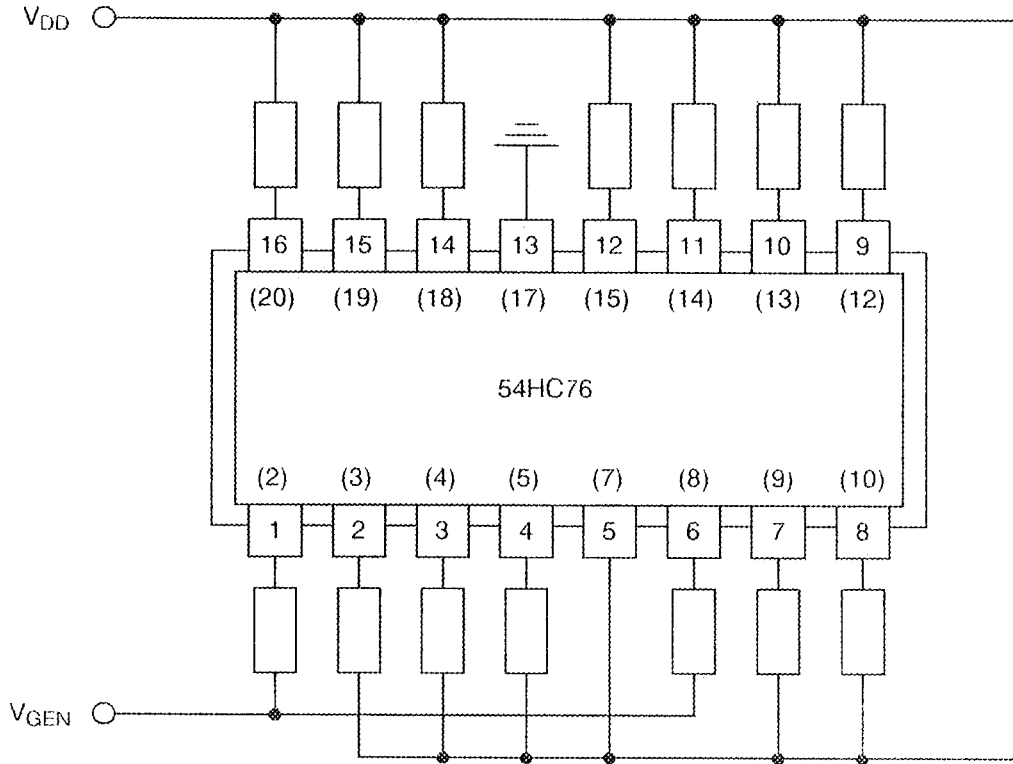 VDD
16 15 14 13 12 11 10 9
(20) (19) (18) (17) (15) (14) (13) (12)
54HC76
(2) (3) (4) (5) (7) (8) (9) (10)
1 2 3 4 5 6 7 8
VGEN